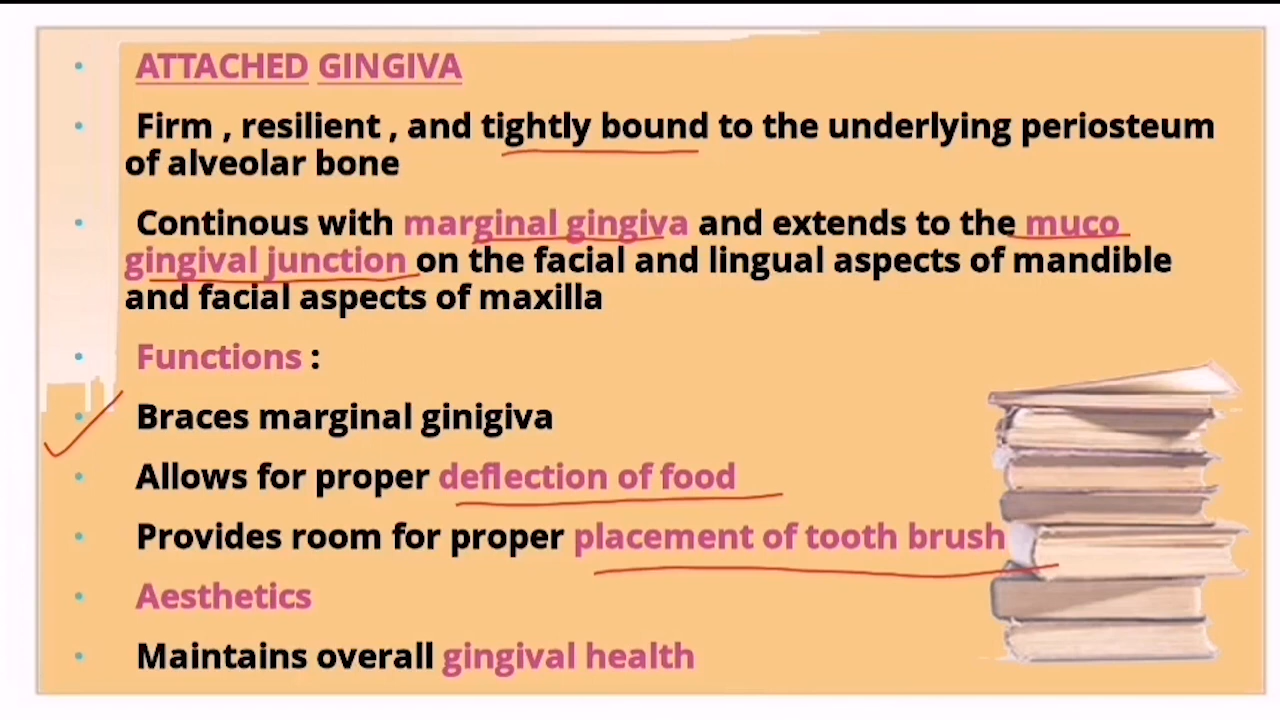 ATTACHED GINGIVA
Firm , resilient , and tightly bound to the underlying periosteum
of alveolar bone
Continous with marginal gingiva and extends to the muco
gingival junction on the facial and lingual aspects of mandible
and facial aspects of maxilla
Functions :
Braces marginal ginigiva
Allows for proper deflection of food
Provides room for proper placement of tooth brush
Aesthetics
Maintains overall gingival health